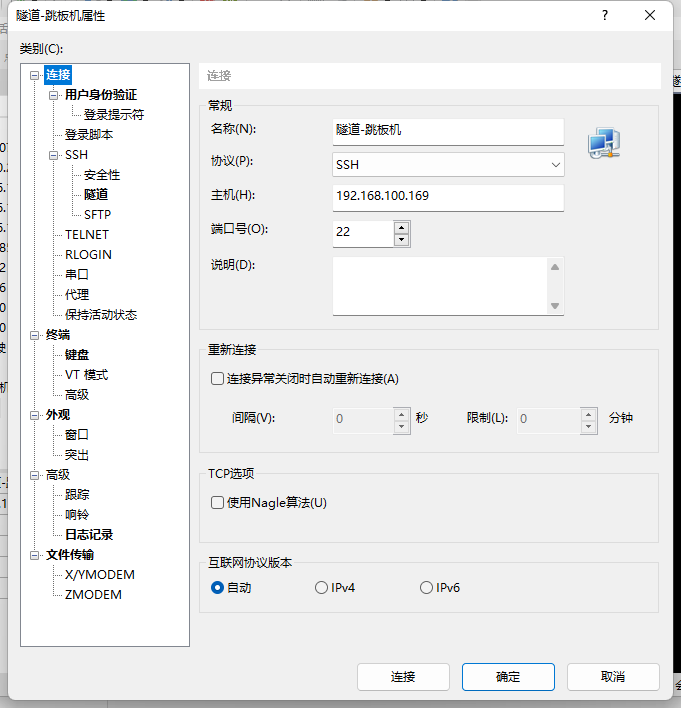 隧道-跳板机属性
?
类别(C):
连接
用户身份验证
登录提示符
登录脚本
SSH
安全性
隧道
SFTP
TELNET
RLOGIN
串口
代理
保持活动状态
终端
键盘
VT 模式
高级
外观
窗口
突出
高级
跟踪
响铃
日志记录
文件传输
X/YMODEM
ZMODEM
连接
常规
名称(N): 隧道-跳板机
协议(P): SSH
主机(H): 192.168.100.169
端口号(O): 22
说明(D):
重新连接
连接异常关闭时自动重新连接(A)
间隔(V): 0 秒 限制(L): 0 分钟
TCP选项
使用Nagle算法(U)
互联网协议版本
自动 IPv4 IPv6
连接 确定 取消